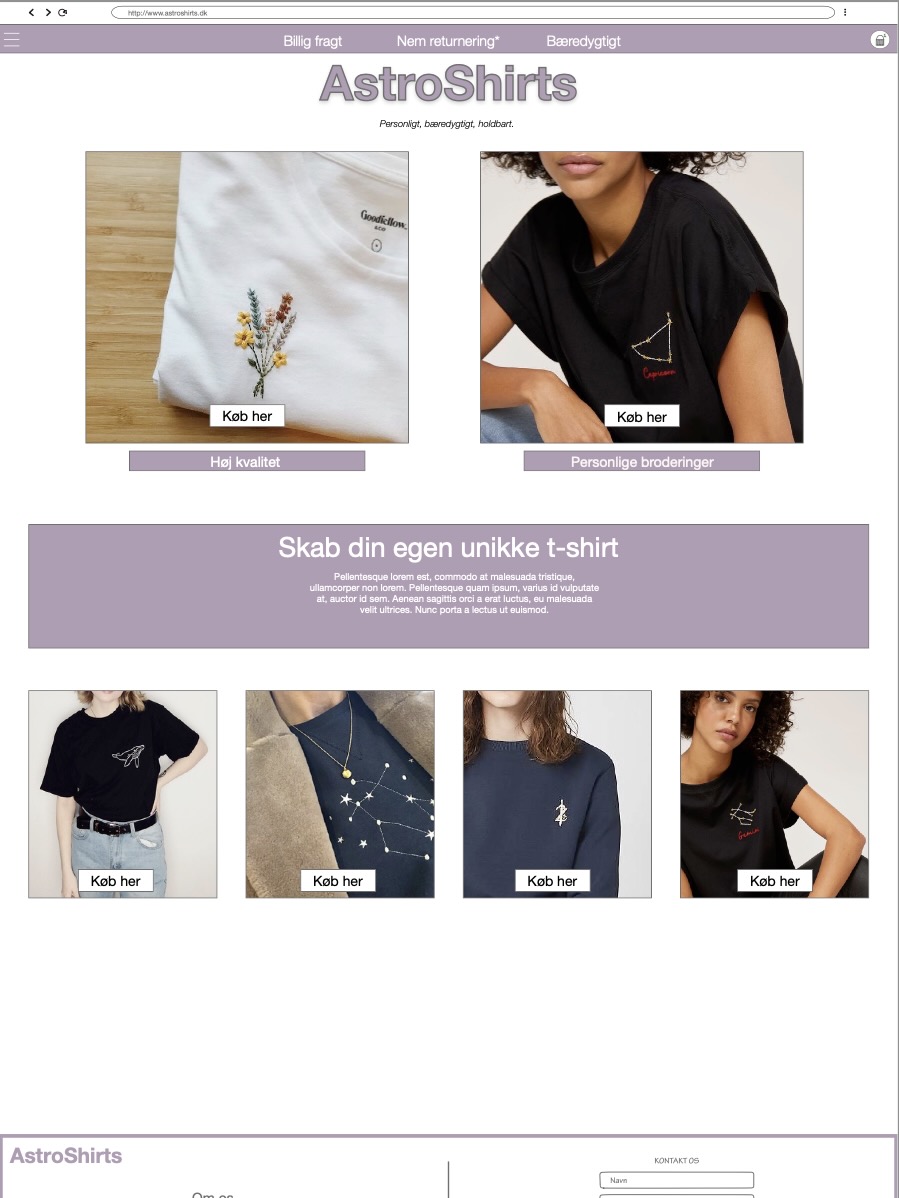 http://www.astroshirts.dk
Billig fragt Nem returnering* Bæredygtigt
AstroShirts
Personligt, bæredygtigt, holdbart.
Goodfellow
&CO
Køb her Køb her
Capricorn
Høj kvalitet Personlige broderinger
Skab din egen unikke t-shirt
Pellentesque lorem est, commodo at malesuada tristique,
ullamcorper non lorem. Pellentesque quam ipsum, varius id vulputate
at, auctor id sem. Aenean sagittis orci a erat luctus, eu malesuada
velit ultrices. Nunc porta a lectus ut euismod.
Gemini
Køb her Køb her Køb her Køb her
AstroShirts
KONTAKT OS
Navn
Om os